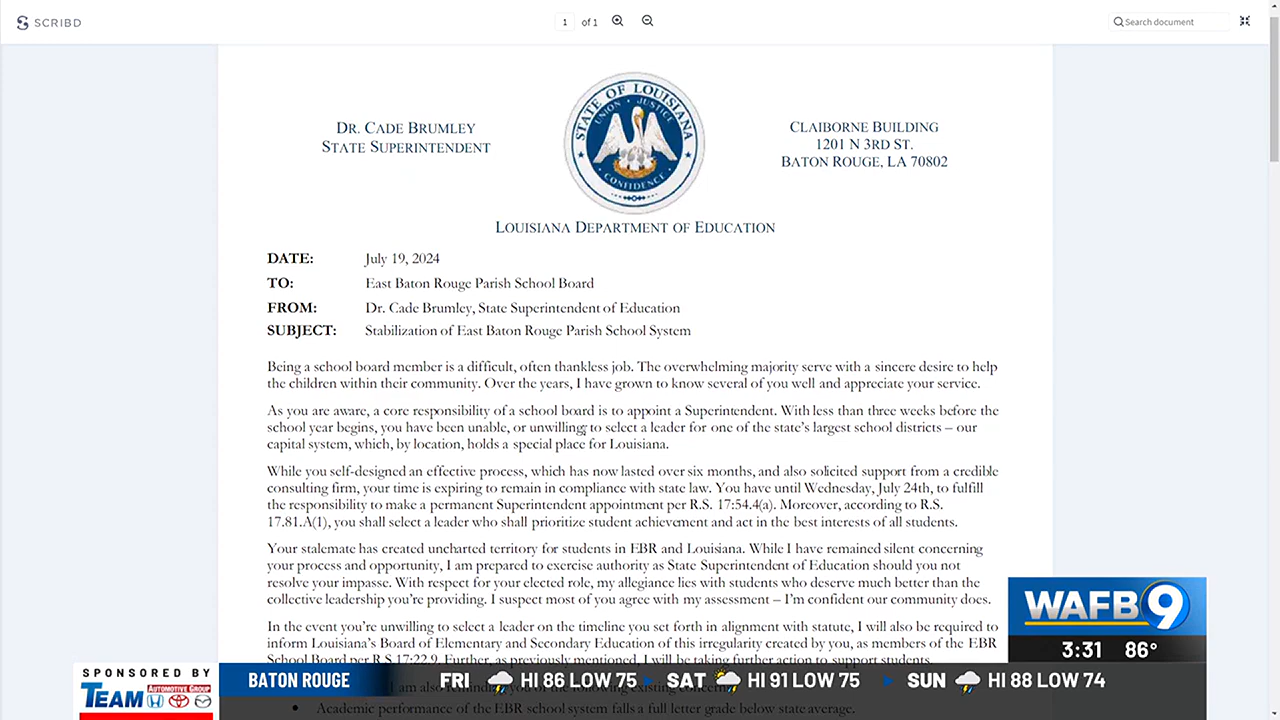 SCRIBD
1 of 1
Search document
DR. CADE BRUMLEY
STATE SUPERINTENDENT
STATE OF LOUISIANA
UNION JUSTICE
CONFIDENCE
CLAIBORNE BUILDING
1201 N 3RD ST.
BATON ROUGE, LA 70802
LOUISIANA DEPARTMENT OF EDUCATION
DATE: July 19, 2024
TO: East Baton Rouge Parish School Board
FROM: Dr. Cade Brumley, State Superintendent of Education
SUBJECT: Stabilization of East Baton Rouge Parish School System
Being a school board member is a difficult, often thankless job. The overwhelming majority serve with a sincere desire to help
the children within their community. Over the years, I have grown to know several of you well and appreciate your service.
As you are aware, a core responsibility of a school board is to appoint a Superintendent. With less than three weeks before the
school year begins, you have been unable, or unwilling to select a leader for one of the state's largest school districts – our
capital system, which, by location, holds a special place for Louisiana.
While you self-designed an effective process, which has now lasted over six months, and also solicited support from a credible
consulting firm, your time is expiring to remain in compliance with state law. You have until Wednesday, July 24th, to fulfill
the responsibility to make a permanent Superintendent appointment per R.S. 17:54.4(a). Moreover, according to R.S.
17.81.A(1), you shall select a leader who shall prioritize student achievement and act in the best interests of all students.
Your stalemate has created uncharted territory for students in EBR and Louisiana. While I have remained silent concerning
your process and opportunity, I am prepared to exercise authority as State Superintendent of Education should you not
resolve your impasse. With respect for your elected role, my allegiance lies with students who deserve much better than the
collective leadership you're providing. I suspect most of you agree with my assessment – I'm confident our community does.
In the event you're unwilling to select a leader on the timeline you set forth in alignment with statute, I will also be required to
inform Louisiana's Board of Elementary and Secondary Education of this irregularity created by you, as members of the EBR
School Board per R.S 17:22.9. Further, as previously mentioned, I will be taking further action to support students.
I am also remind
• Academic performance of the EBR school system falls a full letter grade below state average.
WAFB 9
3:31 86°
SPONSORED BY
TEAM AUTOMOTIVE GROUP
BATON ROUGE FRI HI 86 LOW 75 SAT HI 91 LOW 75 SUN HI 88 LOW 74